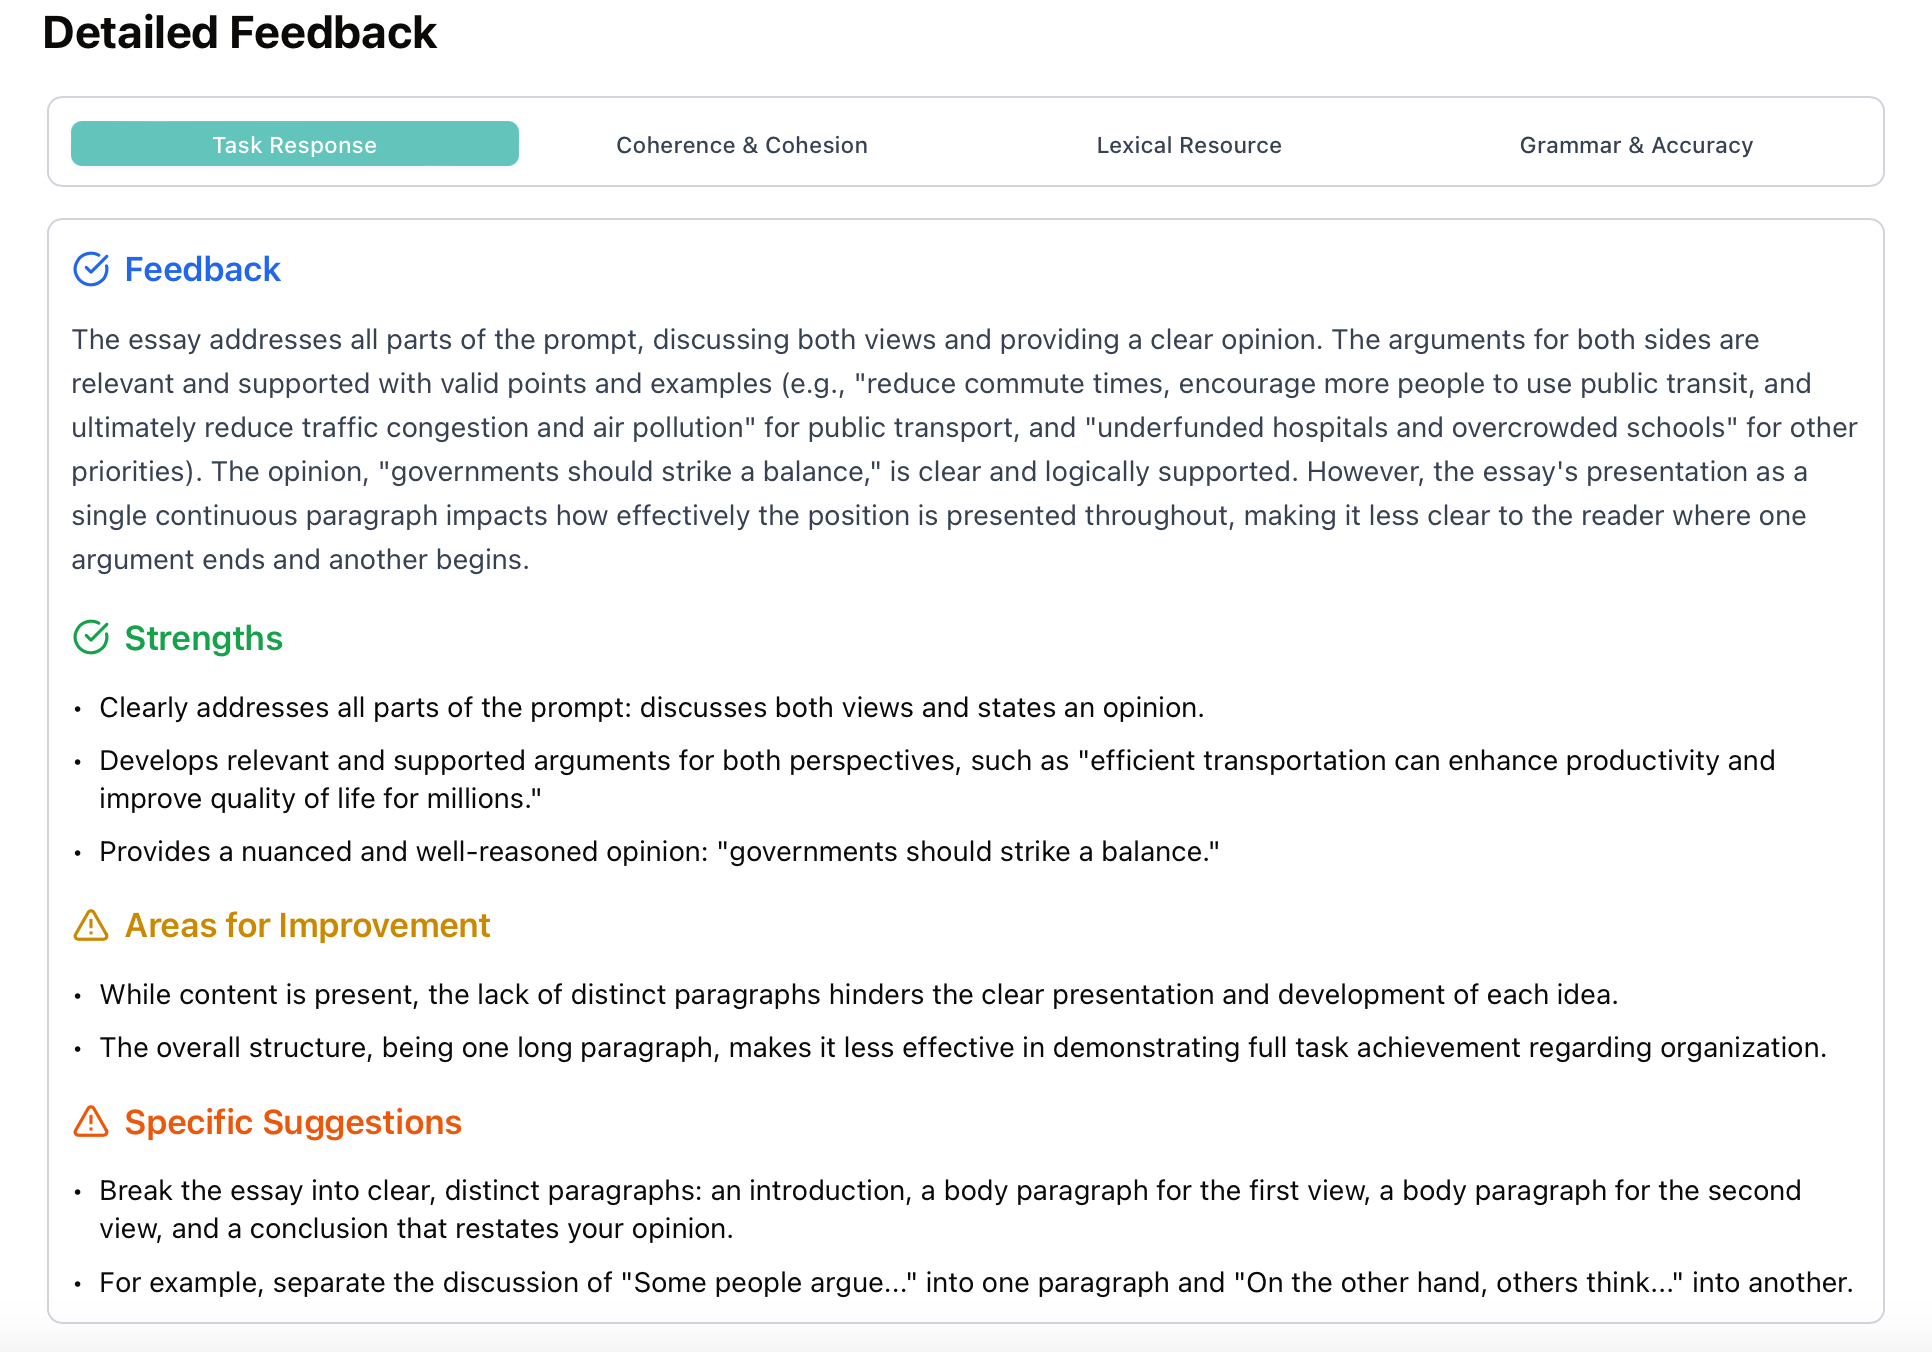 Detailed Feedback
Task Response
Coherence & Cohesion
Lexical Resource
Grammar & Accuracy
Feedback
The essay addresses all parts of the prompt, discussing both views and providing a clear opinion. The arguments for both sides are
relevant and supported with valid points and examples (e.g., "reduce commute times, encourage more people to use public transit, and
ultimately reduce traffic congestion and air pollution" for public transport, and "underfunded hospitals and overcrowded schools" for other
priorities). The opinion, "governments should strike a balance," is clear and logically supported. However, the essay's presentation as a
single continuous paragraph impacts how effectively the position is presented throughout, making it less clear to the reader where one
argument ends and another begins.
Strengths
• Clearly addresses all parts of the prompt: discusses both views and states an opinion.
• Develops relevant and supported arguments for both perspectives, such as "efficient transportation can enhance productivity and
improve quality of life for millions."
• Provides a nuanced and well-reasoned opinion: "governments should strike a balance."
Areas for Improvement
• While content is present, the lack of distinct paragraphs hinders the clear presentation and development of each idea.
• The overall structure, being one long paragraph, makes it less effective in demonstrating full task achievement regarding organization.
Specific Suggestions
• Break the essay into clear, distinct paragraphs: an introduction, a body paragraph for the first view, a body paragraph for the second
view, and a conclusion that restates your opinion.
• For example, separate the discussion of "Some people argue..." into one paragraph and "On the other hand, others think..." into another.